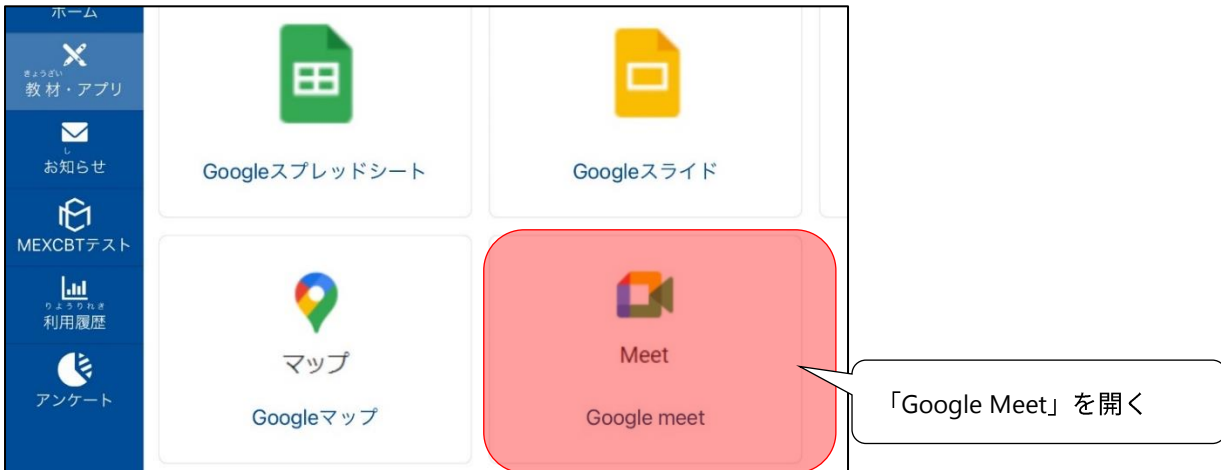 ホーム
きょうざい
教材・アプリ
し
お知らせ
MEXCBTテスト
りようりれき
利用履歴
アンケート
Googleスプレッドシート
Googleスライド
マップ
Googleマップ
Meet
Google meet
「Google Meet」を開く